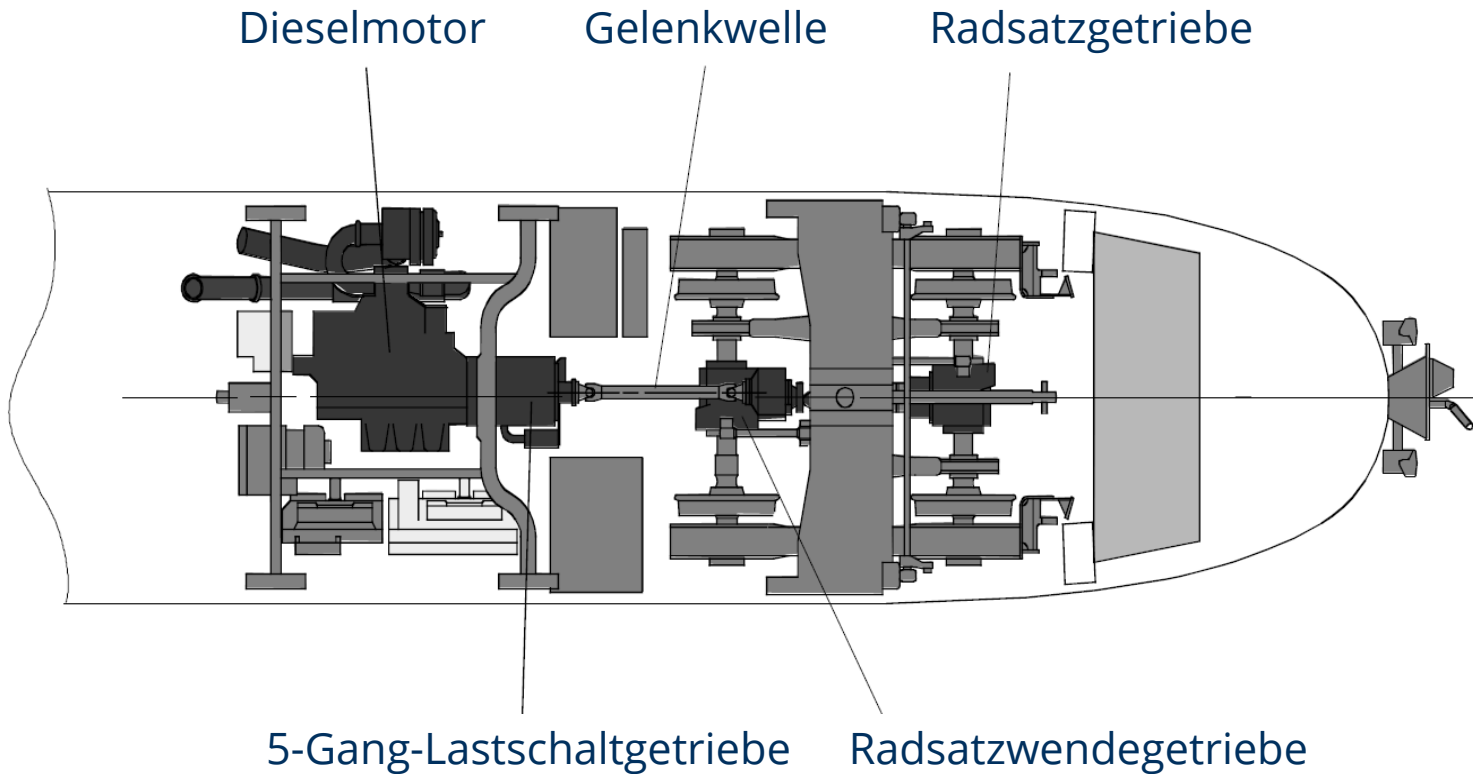 Dieselmotor
Gelenkwelle
Radsatzgetriebe
5-Gang-Lastschaltgetriebe
Radsatzwendegetriebe